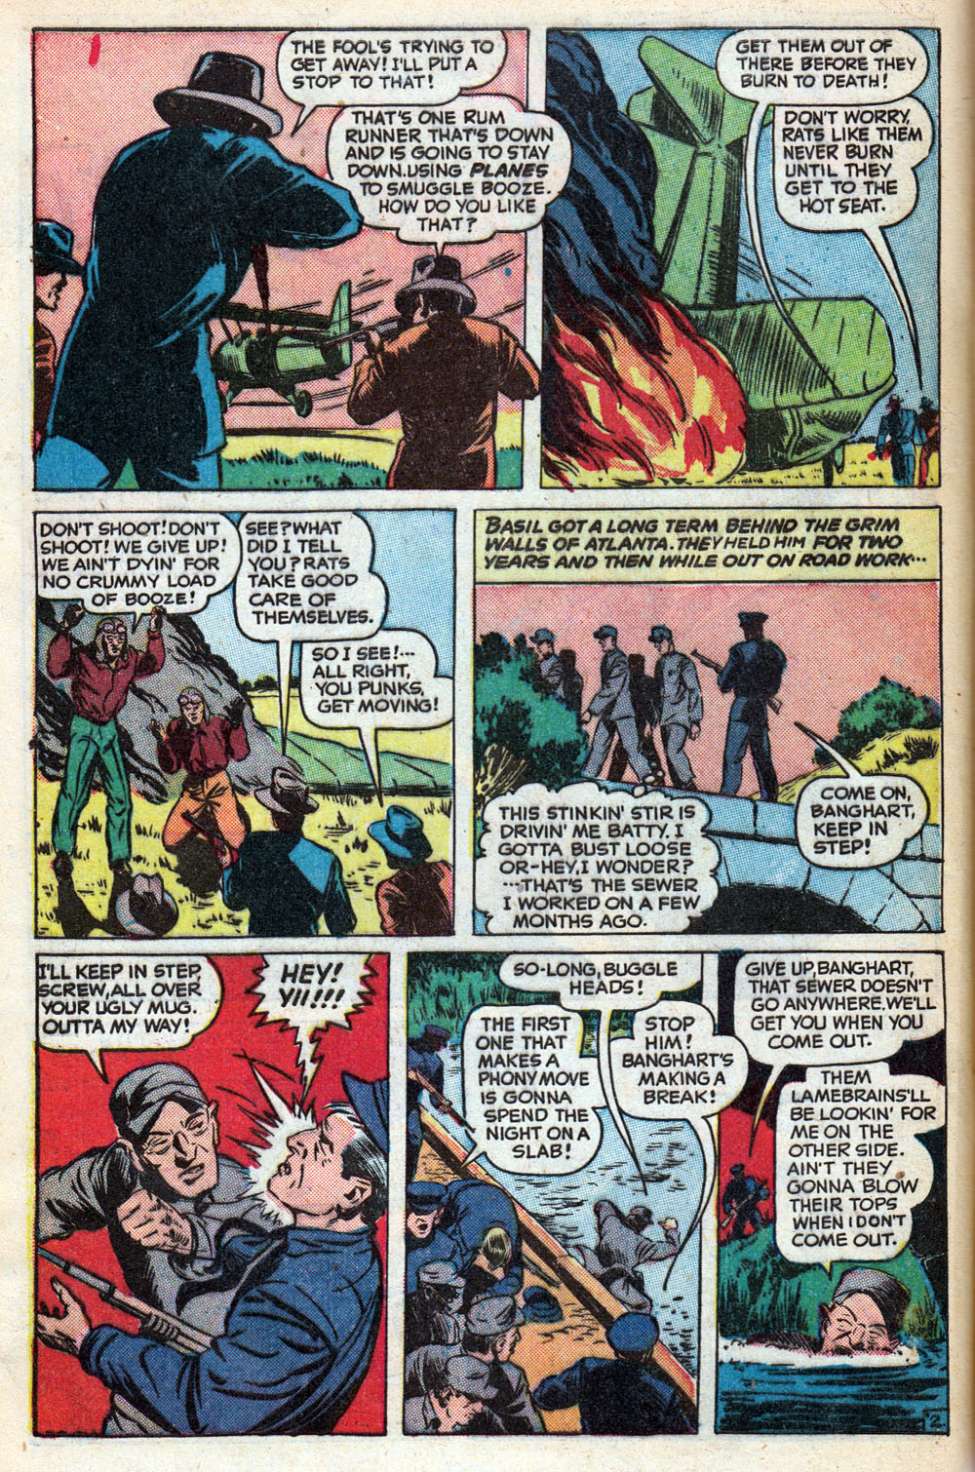 THE FOOL'S TRYING TO
GET AWAY! I'LL PUT A
STOP TO THAT!
THAT'S ONE RUM
RUNNER THAT'S DOWN
AND IS GOING TO STAY
DOWN. USING PLANES
TO SMUGGLE BOOZE.
HOW DO YOU LIKE
THAT?
GET THEM OUT OF
THERE BEFORE THEY
BURN TO DEATH!
DON'T WORRY,
RATS LIKE THEM
NEVER BURN
UNTIL THEY
GET TO THE
HOT SEAT.
DON'T SHOOT! DON'T
SHOOT! WE GIVE UP!
WE AIN'T DYIN' FOR
NO CRUMMY LOAD
OF BOOZE!
SEE? WHAT
DID I TELL
YOU? RATS
TAKE GOOD
CARE OF
THEMSELVES.
SO I SEE!...
ALL RIGHT,
YOU PUNKS,
GET MOVING!
BASIL GOT A LONG TERM BEHIND THE GRIM
WALLS OF ATLANTA. THEY HELD HIM FOR TWO
YEARS AND THEN WHILE OUT ON ROAD WORK...
THIS STINKIN' STIR IS
DRIVIN' ME BATTY. I
GOTTA BUST LOOSE
OR-HEY, I WONDER?
...THAT'S THE SEWER
I WORKED ON A FEW
MONTHS AGO.
COME ON,
BANGHART,
KEEP IN
STEP!
I'LL KEEP IN STEP,
SCREW, ALL OVER
YOUR UGLY MUG.
OUTTA MY WAY!
HEY!
YII!!!
SO-LONG, BUGGLE
HEADS!
THE FIRST
ONE THAT
MAKES A
PHONY MOVE
IS GONNA
SPEND THE
NIGHT ON A
SLAB!
STOP
HIM!
BANGHART'S
MAKING A
BREAK!
GIVE UP, BANGHART,
THAT SEWER DOESN'T
GO ANYWHERE. WE'LL
GET YOU WHEN YOU
COME OUT.
THEM
LAMEBRAINS'LL
BE LOOKIN' FOR
ME ON THE
OTHER SIDE.
AIN'T THEY
GONNA BLOW
THEIR TOPS
WHEN I DON'T
COME OUT.
2